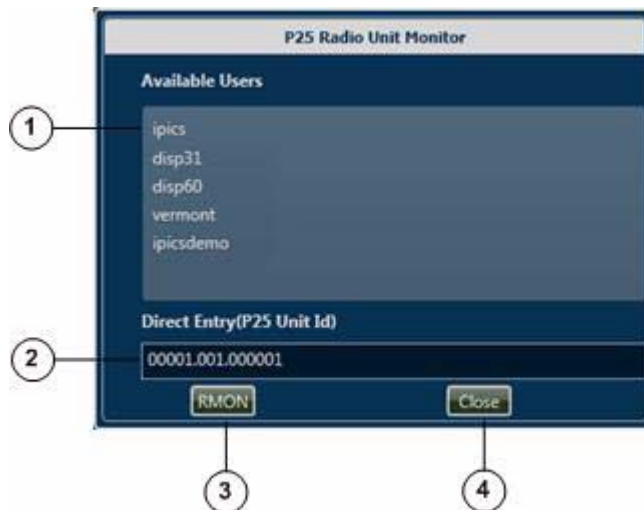 P25 Radio Unit Monitor
Available Users
1
ipics
disp31
disp60
vermont
ipicsdemo
Direct Entry(P25 Unit Id)
2
00001.001.000001
RMON
Close
3
4